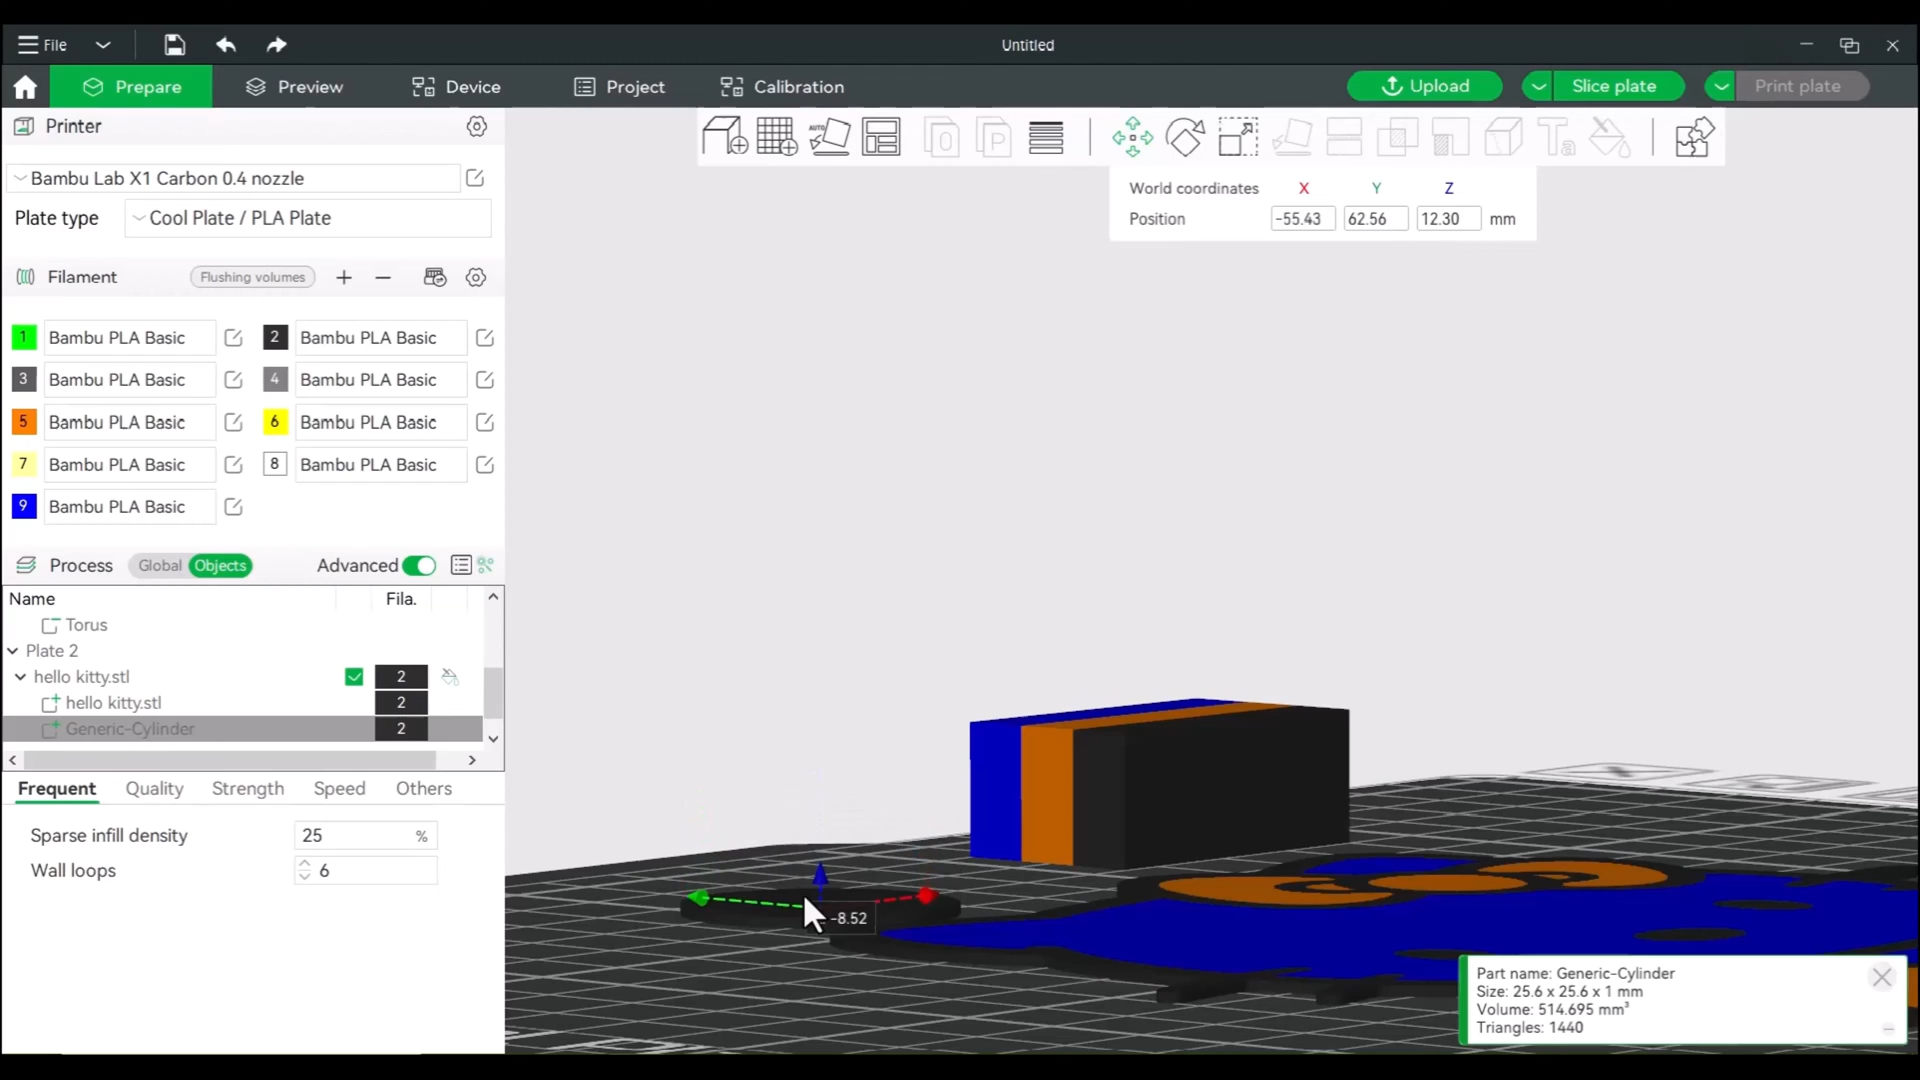 File
Untitled
Prepare
Preview
Device
Project
Calibration
Upload
Slice plate
Print plate
Printer
AUTO
World coordinates X Y Z
Position -55.43 62.56 12.30 mm
Bambu Lab X1 Carbon 0.4 nozzle
Plate type Cool Plate / PLA Plate
Filament Flushing volumes
1 Bambu PLA Basic 2 Bambu PLA Basic
3 Bambu PLA Basic 4 Bambu PLA Basic
5 Bambu PLA Basic 6 Bambu PLA Basic
7 Bambu PLA Basic 8 Bambu PLA Basic
9 Bambu PLA Basic
Process Global Objects Advanced
Name Fila.
Torus
Plate 2
hello kitty.stl 2
hello kitty.stl 2
Generic-Cylinder 2
Frequent Quality Strength Speed Others
Sparse infill density 25 %
Wall loops 6
-8.52
Part name: Generic-Cylinder
Size: 25.6 x 25.6 x 1 mm
Volume: 514.695 mm³
Triangles: 1440